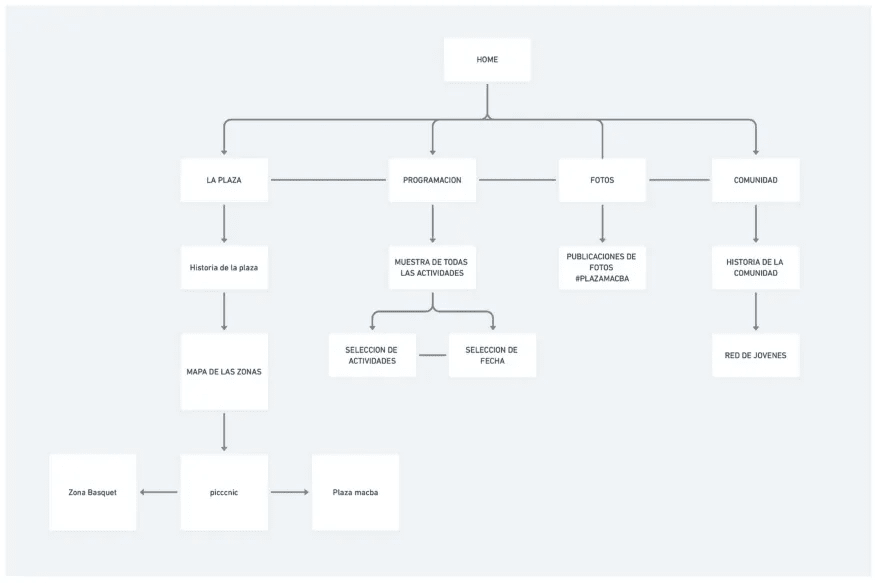 HOME
LA PLAZA
PROGRAMACION
FOTOS
COMUNIDAD
Historia de la plaza
MUESTRA DE TODAS
LAS ACTIVIDADES
PUBLICACIONES DE
FOTOS
#PLAZAMACBA
HISTORIA DE LA
COMUNIDAD
MAPA DE LAS ZONAS
SELECCION DE
ACTIVIDADES
SELECCION DE
FECHA
RED DE JOVENES
Zona Basquet
picccnic
Plaza macba